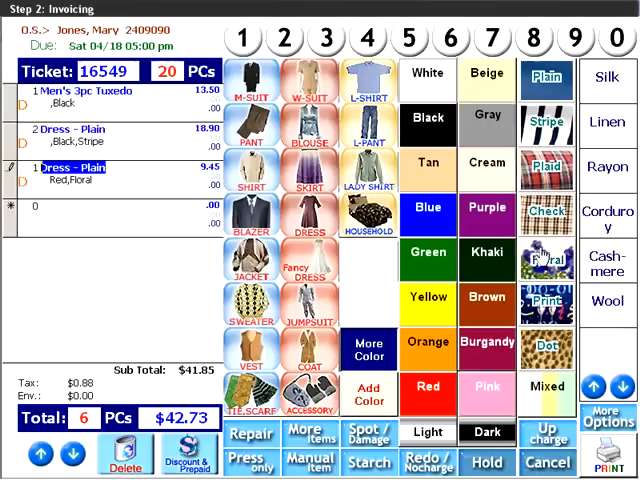 Step 2: Invoicing
O.S.> Jones, Mary 2409090
Due: Sat 04/18 05:00 pm
1 2 3 4 5 6 7 8 9 0
Ticket: 16549 20 PCs
1 Men's 3pc Tuxedo 13.50
D ,Black .00
.00
2 Dress - Plain 18.90
D ,Black,Stripe .00
.00
1 Dress - Plain 9.45
D Red,Floral .00
.00
* 0 .00
.00
Sub Total: $41.85
Tax: $0.88
Env.: $0.00
Total: 6 PCs $42.73
Delete
Discount & Prepaid
M-SUIT W-SUIT L-SHIRT White Beige Plain Silk
PANT BLOUSE L-PANT Black Gray Stripe Linen
SHIRT SKIRT LADY SHIRT Tan Cream Plaid Rayon
BLAZER DRESS HOUSEHOLD Blue Purple Check Corduroy
JACKET Fancy DRESS Green Khaki Floral Cash-mere
SWEATER JUMPSUIT Yellow Brown Print Wool
VEST COAT More Color Orange Burgandy Dot
TIE,SCARF ACCESSORY Add Color Red Pink Mixed
Repair More items Spot / Damage Light Dark Up charge More Options
Press only Manual item Starch Redo / Nocharge Hold Cancel PRINT